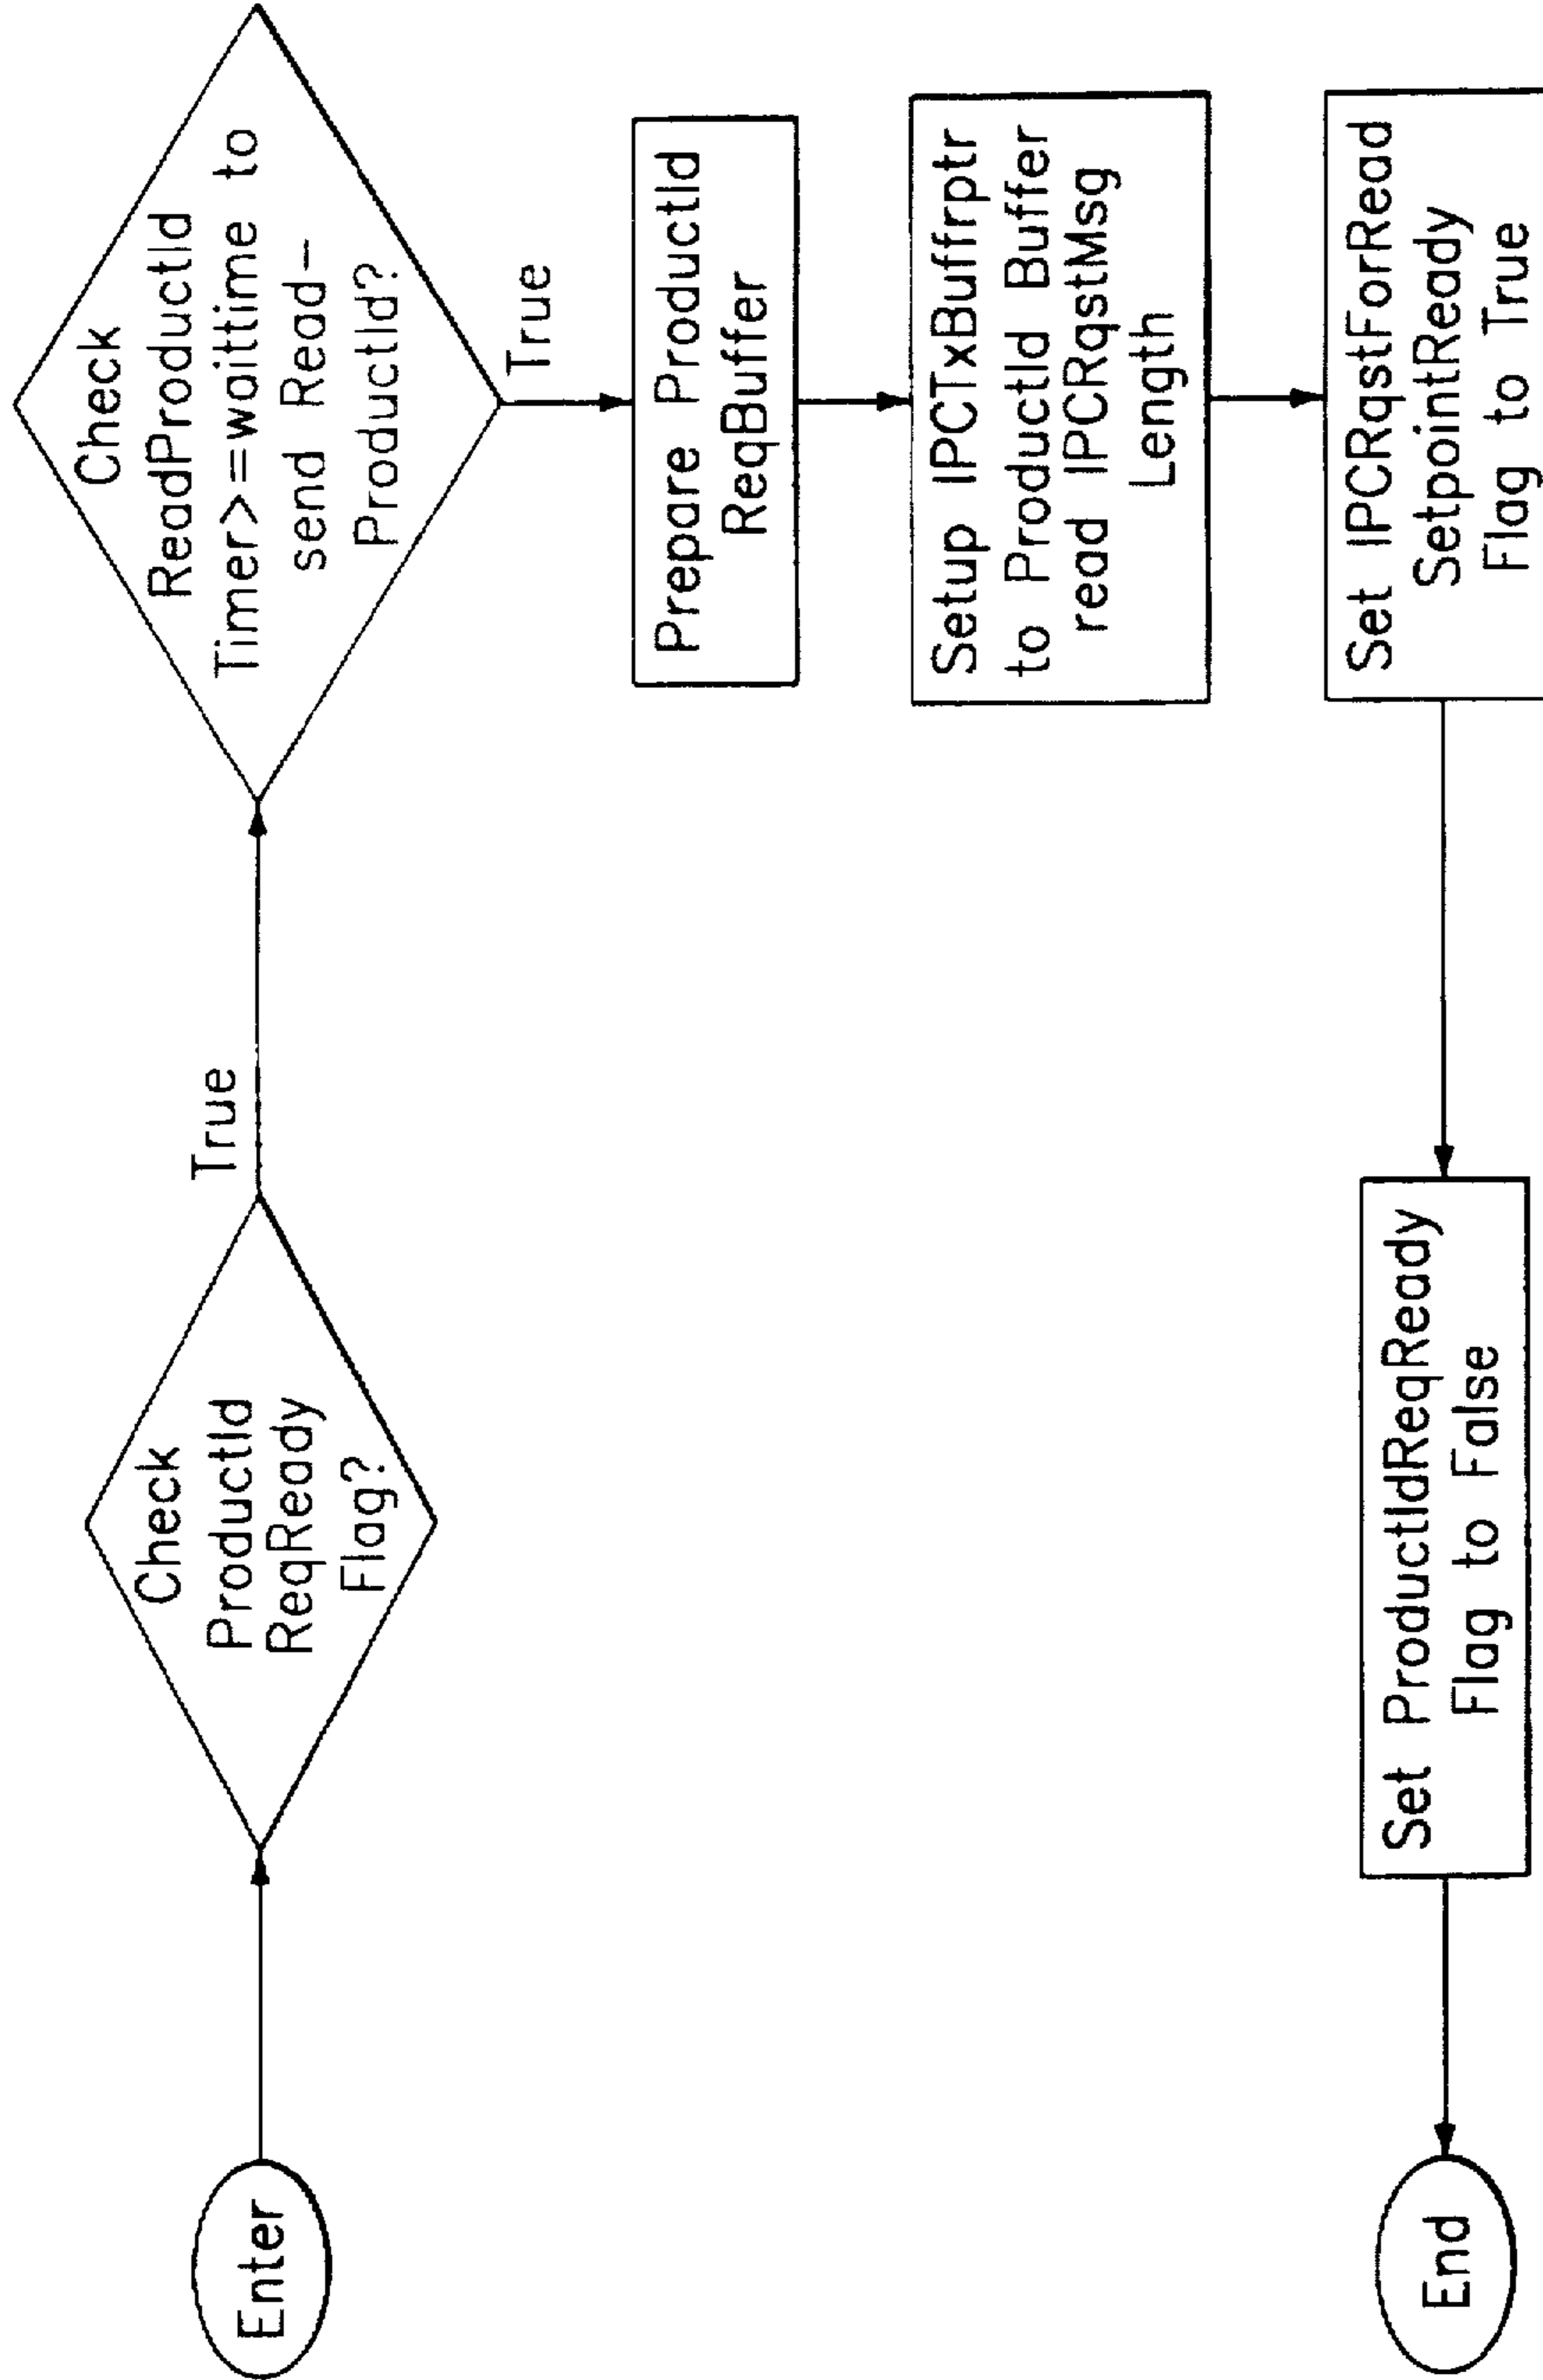 Enter
Check
ProductId
ReqReady
Flag?
True
Check
ReadProductId
Timer>=waittime to
send Read-
ProductId?
True
Prepare ProductId
ReqBuffer
Setup IPCTxBuffrptr
to ProductId Buffer
read IPCRqstMsg
Length
Set IPCRqstForRead
SetpointReady
Flag to True
Set ProductIdReqReady
Flag to False
End